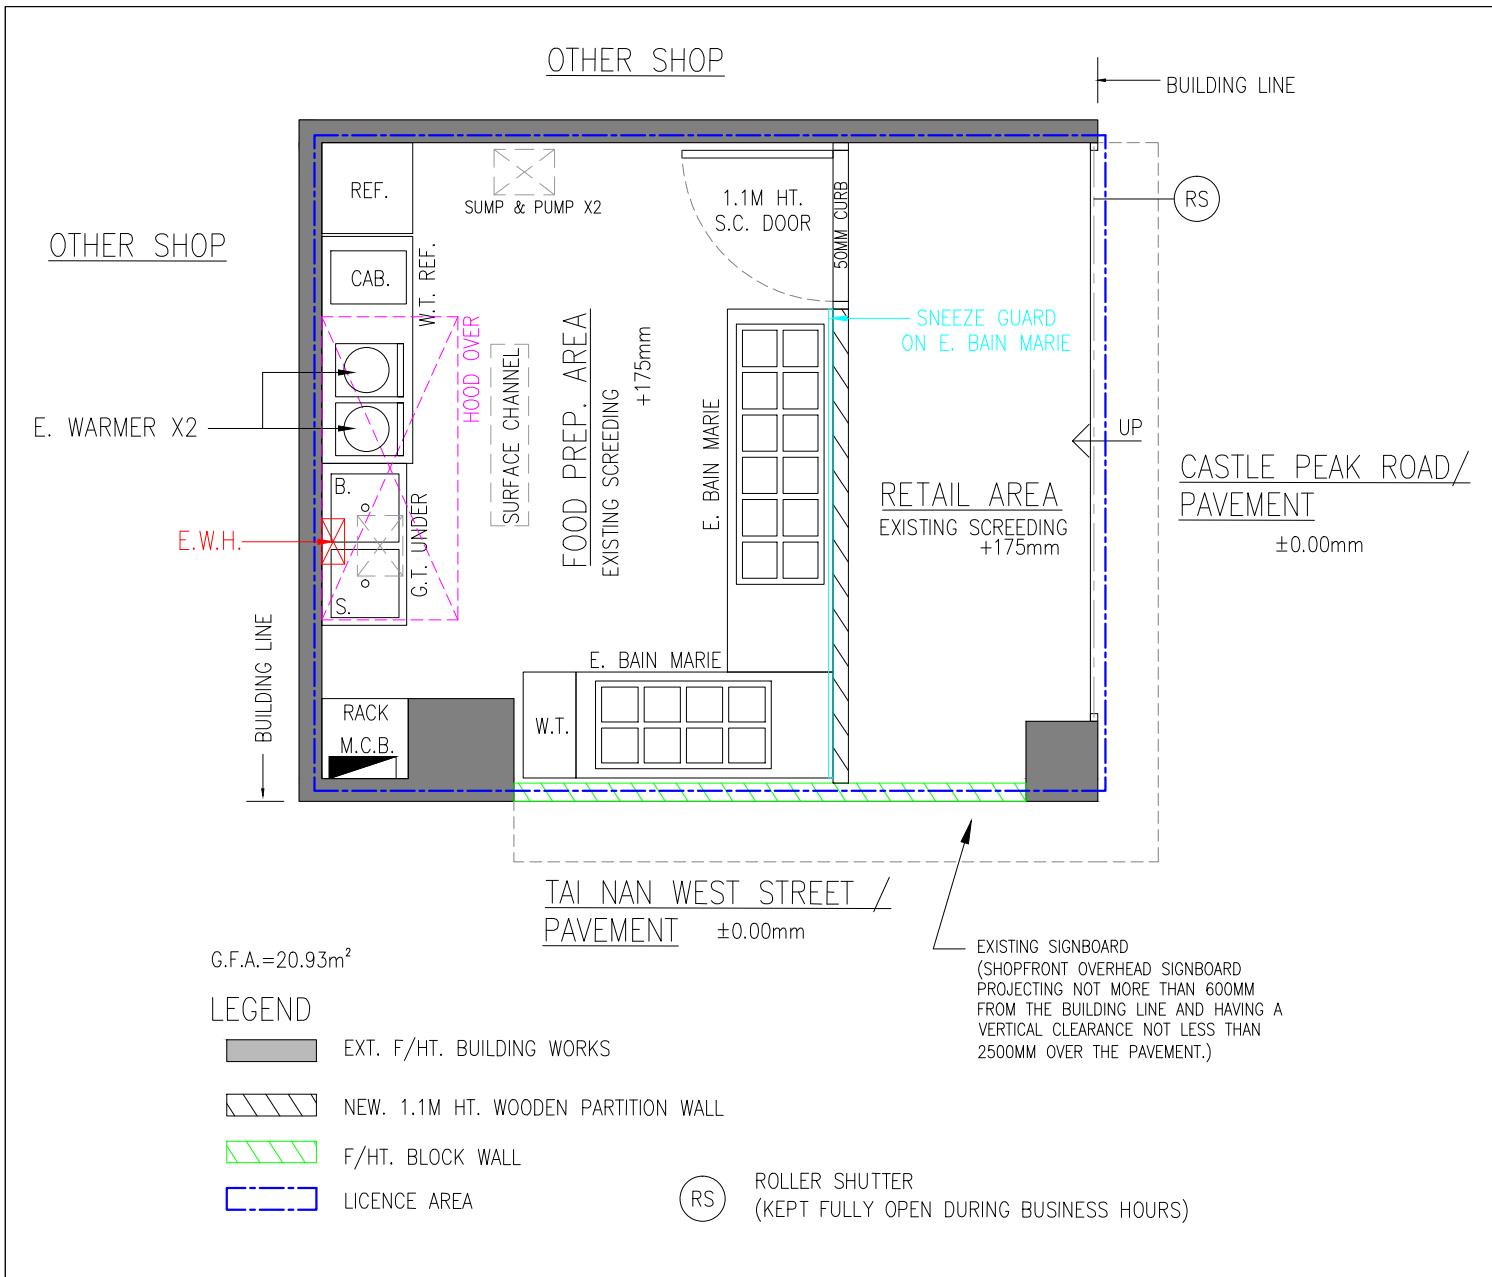 OTHER SHOP
BUILDING LINE
REF.
SUMP & PUMP X2
1.1M HT.
S.C. DOOR
50MM CURB
RS
OTHER SHOP
CAB.
W.T. REF.
HOOD OVER
SNEEZE GUARD
ON E. BAIN MARIE
E. WARMER X2
SURFACE CHANNEL
FOOD PREP. AREA
EXISTING SCREEDING
+175mm
E. BAIN MARIE
UP
CASTLE PEAK ROAD/
PAVEMENT
±0.00mm
RETAIL AREA
EXISTING SCREEDING
+175mm
B.
E.W.H.
G.T. UNDER
S.
BUILDING LINE
E. BAIN MARIE
RACK
M.C.B.
W.T.
TAI NAN WEST STREET /
PAVEMENT
±0.00mm
EXISTING SIGNBOARD
(SHOPFRONT OVERHEAD SIGNBOARD
PROJECTING NOT MORE THAN 600MM
FROM THE BUILDING LINE AND HAVING A
VERTICAL CLEARANCE NOT LESS THAN
2500MM OVER THE PAVEMENT.)
G.F.A.=20.93m²
LEGEND
EXT. F/HT. BUILDING WORKS
NEW. 1.1M HT. WOODEN PARTITION WALL
F/HT. BLOCK WALL
LICENCE AREA
RS
ROLLER SHUTTER
(KEPT FULLY OPEN DURING BUSINESS HOURS)